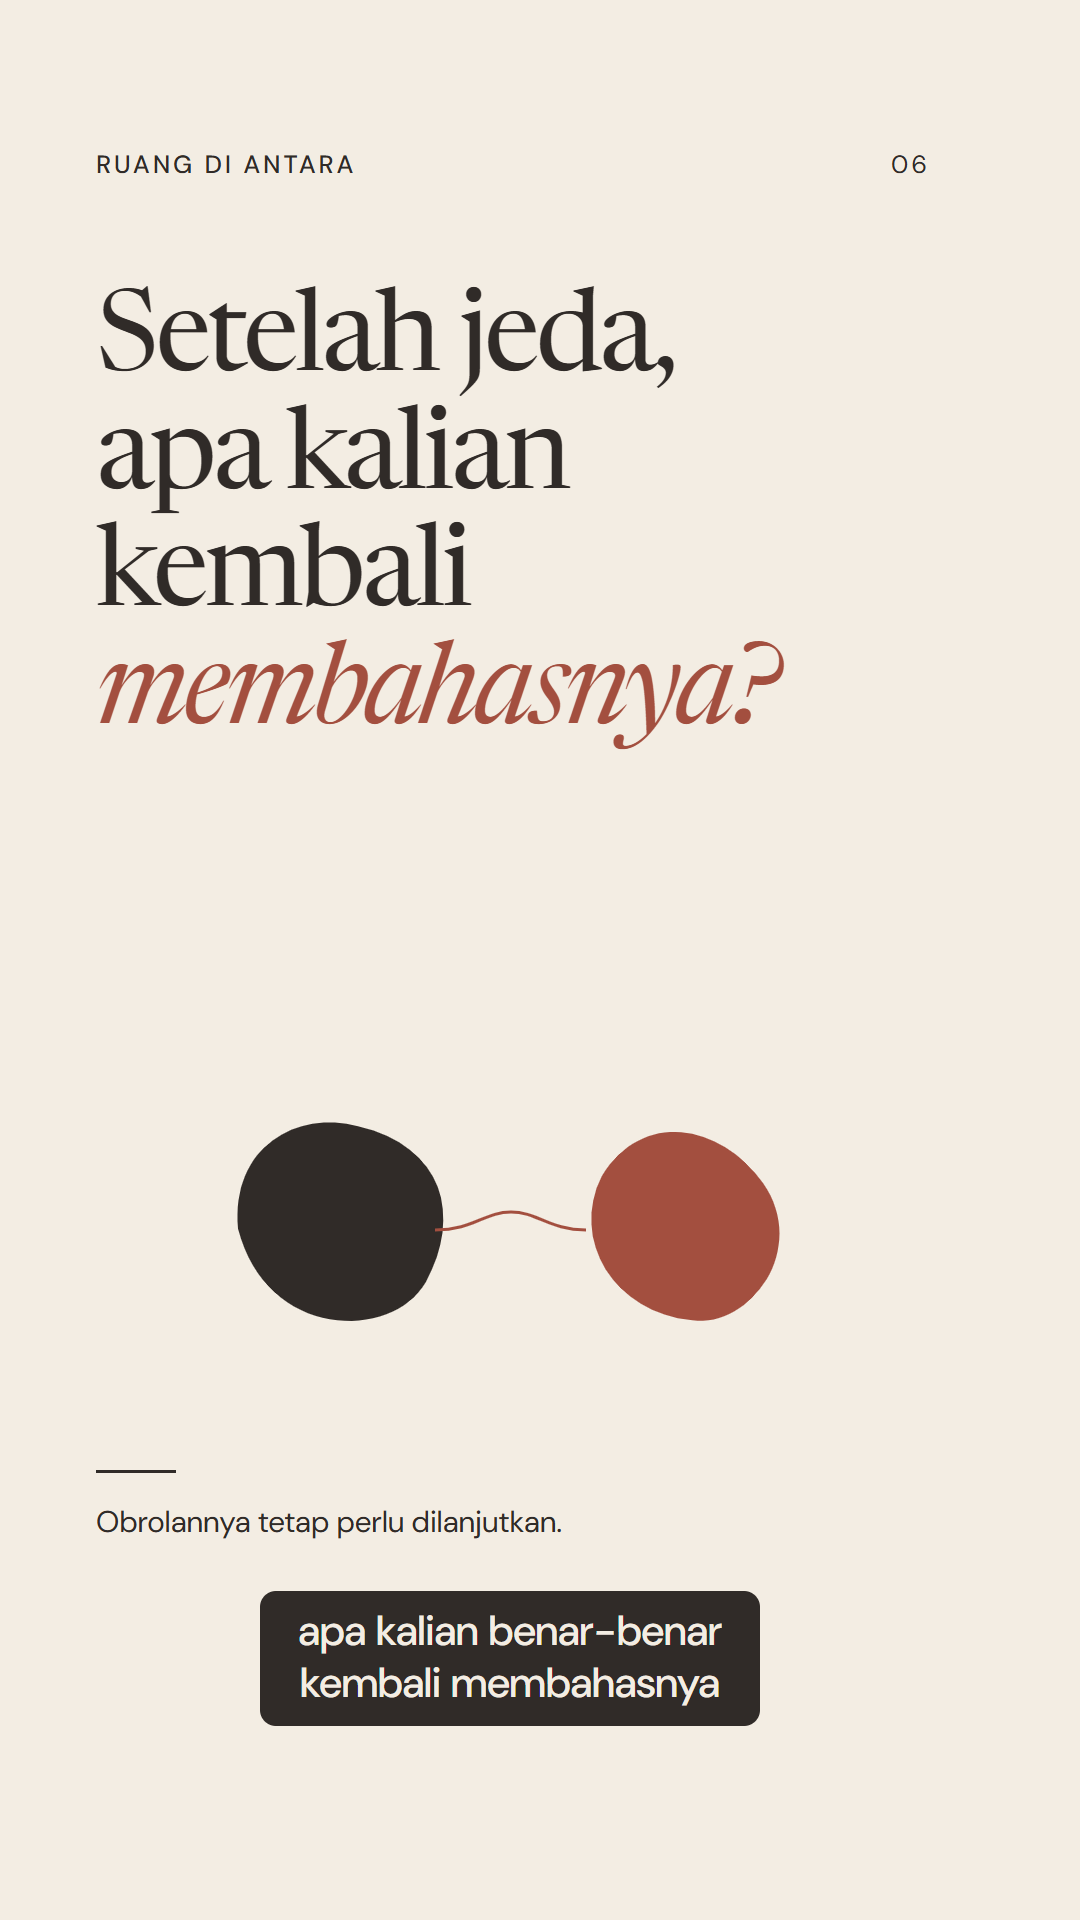 RUANG DI ANTARA
06
Setelah jeda,
apa kalian
kembali
membahasnya?
Obrolannya tetap perlu dilanjutkan.
apa kalian benar-benar
kembali membahasnya